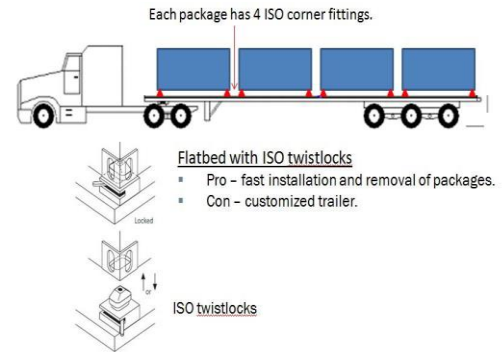 Each package has 4 ISO corner fittings.
Flatbed with ISO twistlocks
▪ Pro – fast installation and removal of packages.
▪ Con – customized trailer.
Locked
or
ISO twistlocks